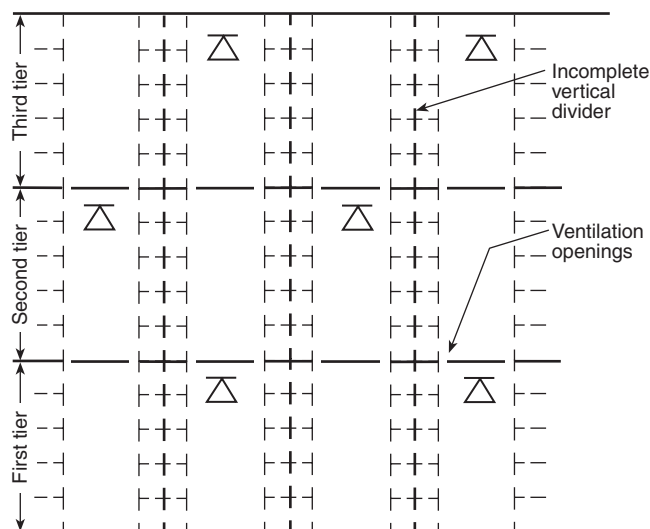 Third tier
Incomplete
vertical
divider
Second tier
Ventilation
openings
First tier